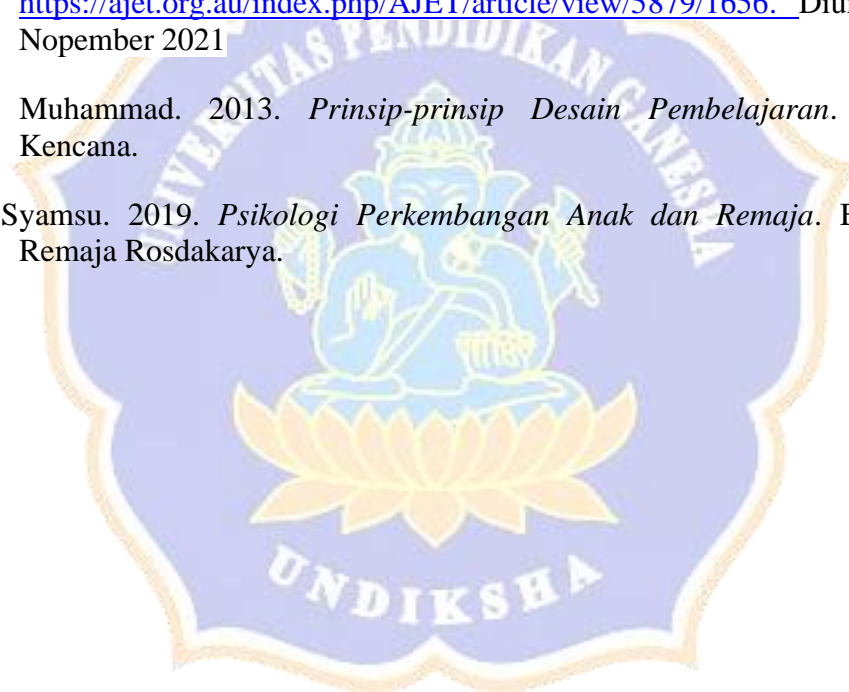 https://ajet.org.au/index.php/AJET/article/view/5879/1656.
Nopember 2021
Muhammad. 2013. Prinsip-prinsip Desain Pembelajaran.
Kencana.
Syamsu. 2019. Psikologi Perkembangan Anak dan Remaja.
Remaja Rosdakarya.
UNIVERSITAS PENDIDIKAN GANESHA
UNDIKSHA